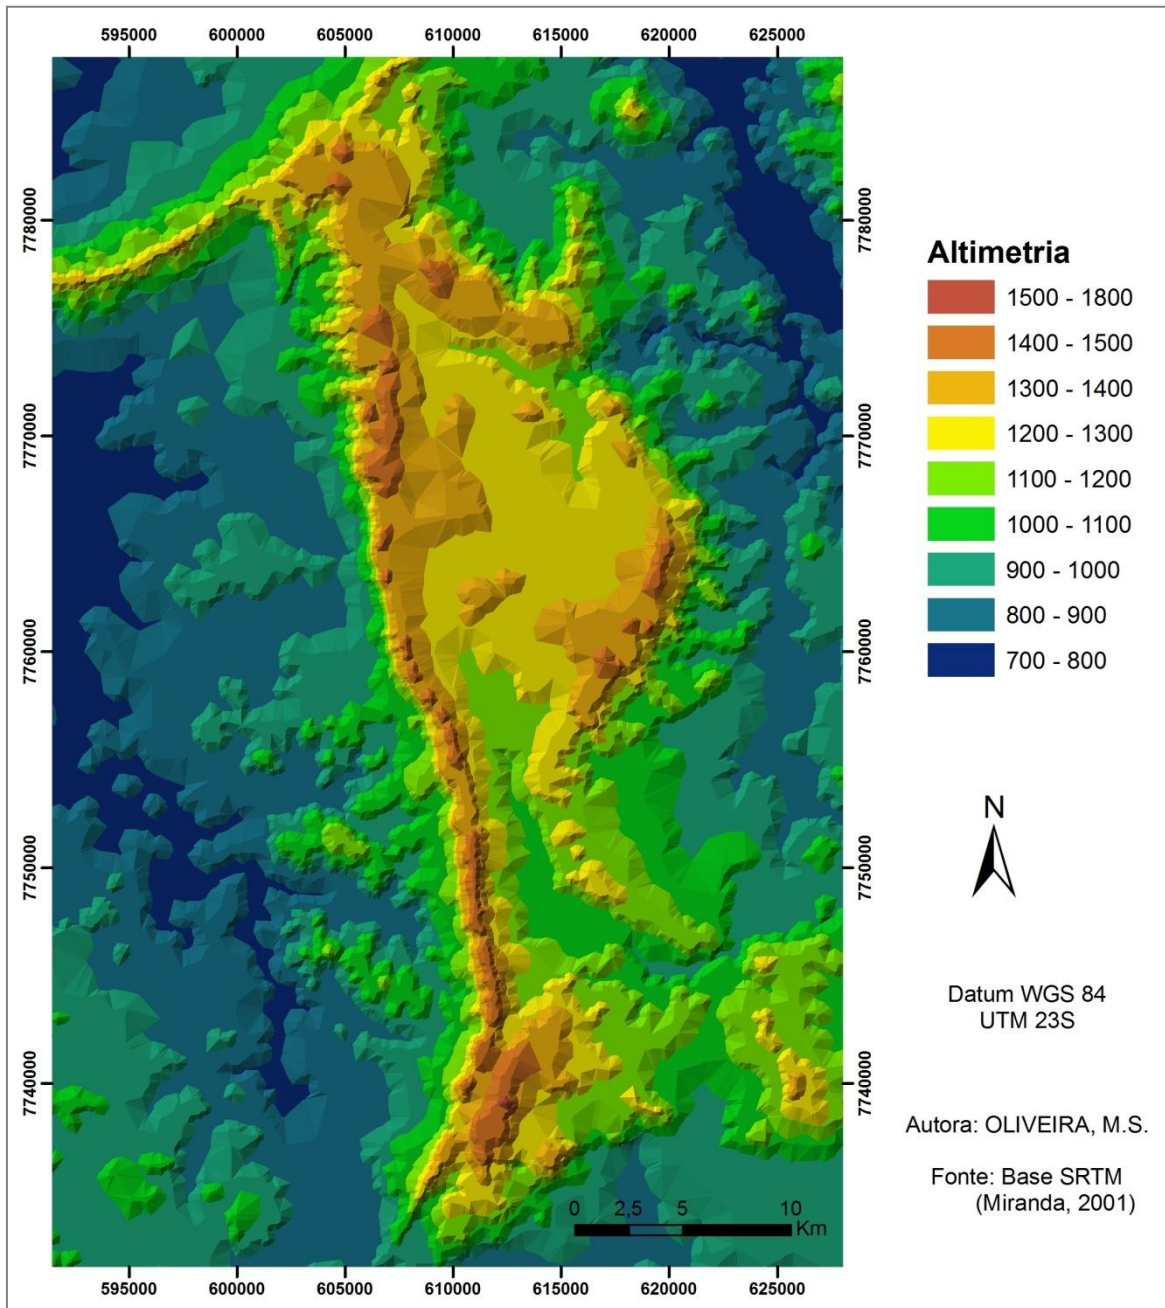 595000 600000 605000 610000 615000 620000 625000
7780000
7780000
7770000
7770000
7760000
7760000
7750000
7750000
7740000
7740000
Altimetria
1500 - 1800
1400 - 1500
1300 - 1400
1200 - 1300
1100 - 1200
1000 - 1100
900 - 1000
800 - 900
700 - 800
N
Datum WGS 84
UTM 23S
Autora: OLIVEIRA, M.S.
Fonte: Base SRTM
(Miranda, 2001)
0 2,5 5 10
Km
595000 600000 605000 610000 615000 620000 625000